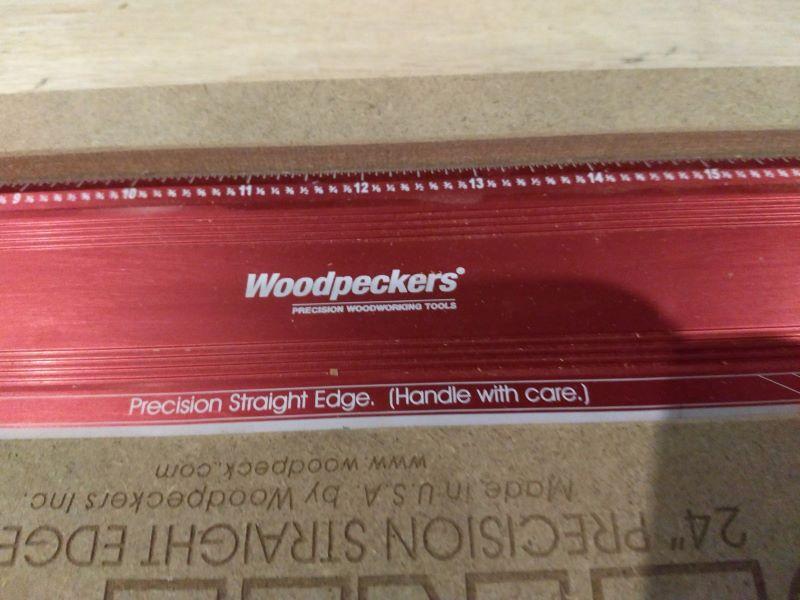 9 10 11 12 13 14 15
Woodpeckers®
PRECISION WOODWORKING TOOLS
Precision Straight Edge. (Handle with care.)
24" PRECISION STRAIGHT EDGE
Made in U.S.A. by Woodpeckers Inc.
www.woodpeck.com